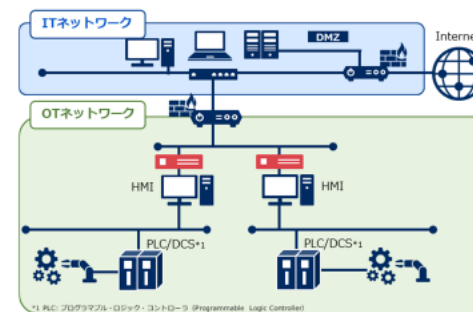 ITネットワーク
DMZ
Internet
OTネットワーク
HMI
HMI
PLC/DCS*1
PLC/DCS*1
*1 PLC: プログラマブル・ロジック・コントローラ (Programmable Logic Controller)